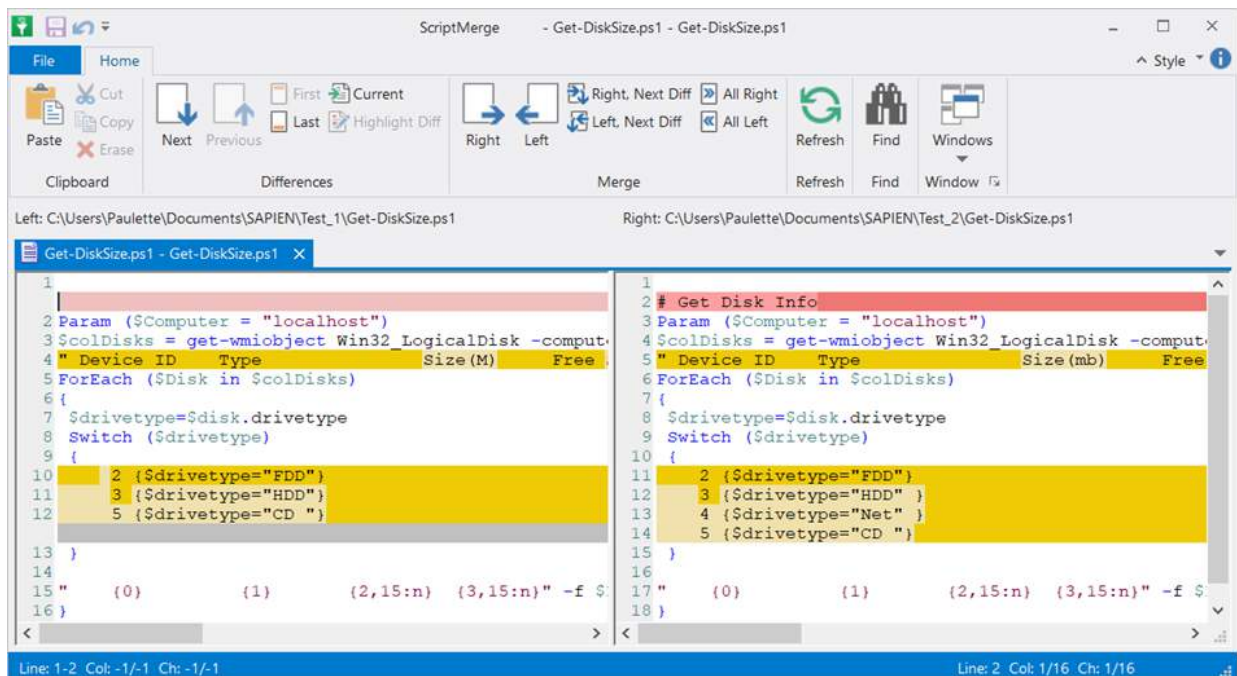 ScriptMerge - Get-DiskSize.ps1 - Get-DiskSize.ps1
File Home Style
Cut First Current Right, Next Diff All Right
Copy Last Highlight Diff Left, Next Diff All Left
Paste Erase Next Previous Right Left Refresh Find Windows
Clipboard Differences Merge Refresh Find Window
Left: C:\Users\Paulette\Documents\SAPIEN\Test_1\Get-DiskSize.ps1
Right: C:\Users\Paulette\Documents\SAPIEN\Test_2\Get-DiskSize.ps1
Get-DiskSize.ps1 - Get-DiskSize.ps1
1
2 Param ($Computer = "localhost")
3 $colDisks = get-wmiobject Win32_LogicalDisk -comput
4 " Device ID    Type                Size(M)      Free
5 ForEach ($Disk in $colDisks)
6 {
7  $drivetype=$disk.drivetype
8  Switch ($drivetype)
9  {
10      2 {$drivetype="FDD"}
11      3 {$drivetype="HDD"}
12      5 {$drivetype="CD "}
13  }
14
15 "    {0}        {1}        {2,15:n}  {3,15:n}" -f $
16 }
1
2 # Get Disk Info
3 Param ($Computer = "localhost")
4 $colDisks = get-wmiobject Win32_LogicalDisk -comput
5 " Device ID    Type                Size(mb)      Free
6 ForEach ($Disk in $colDisks)
7 {
8  $drivetype=$disk.drivetype
9  Switch ($drivetype)
10  {
11     2 {$drivetype="FDD"}
12     3 {$drivetype="HDD" }
13     4 {$drivetype="Net" }
14     5 {$drivetype="CD "}
15  }
16
17 "    {0}        {1}        {2,15:n}  {3,15:n}" -f $
18 }
Line: 1-2 Col: -1/-1 Ch: -1/-1
Line: 2 Col: 1/16 Ch: 1/16